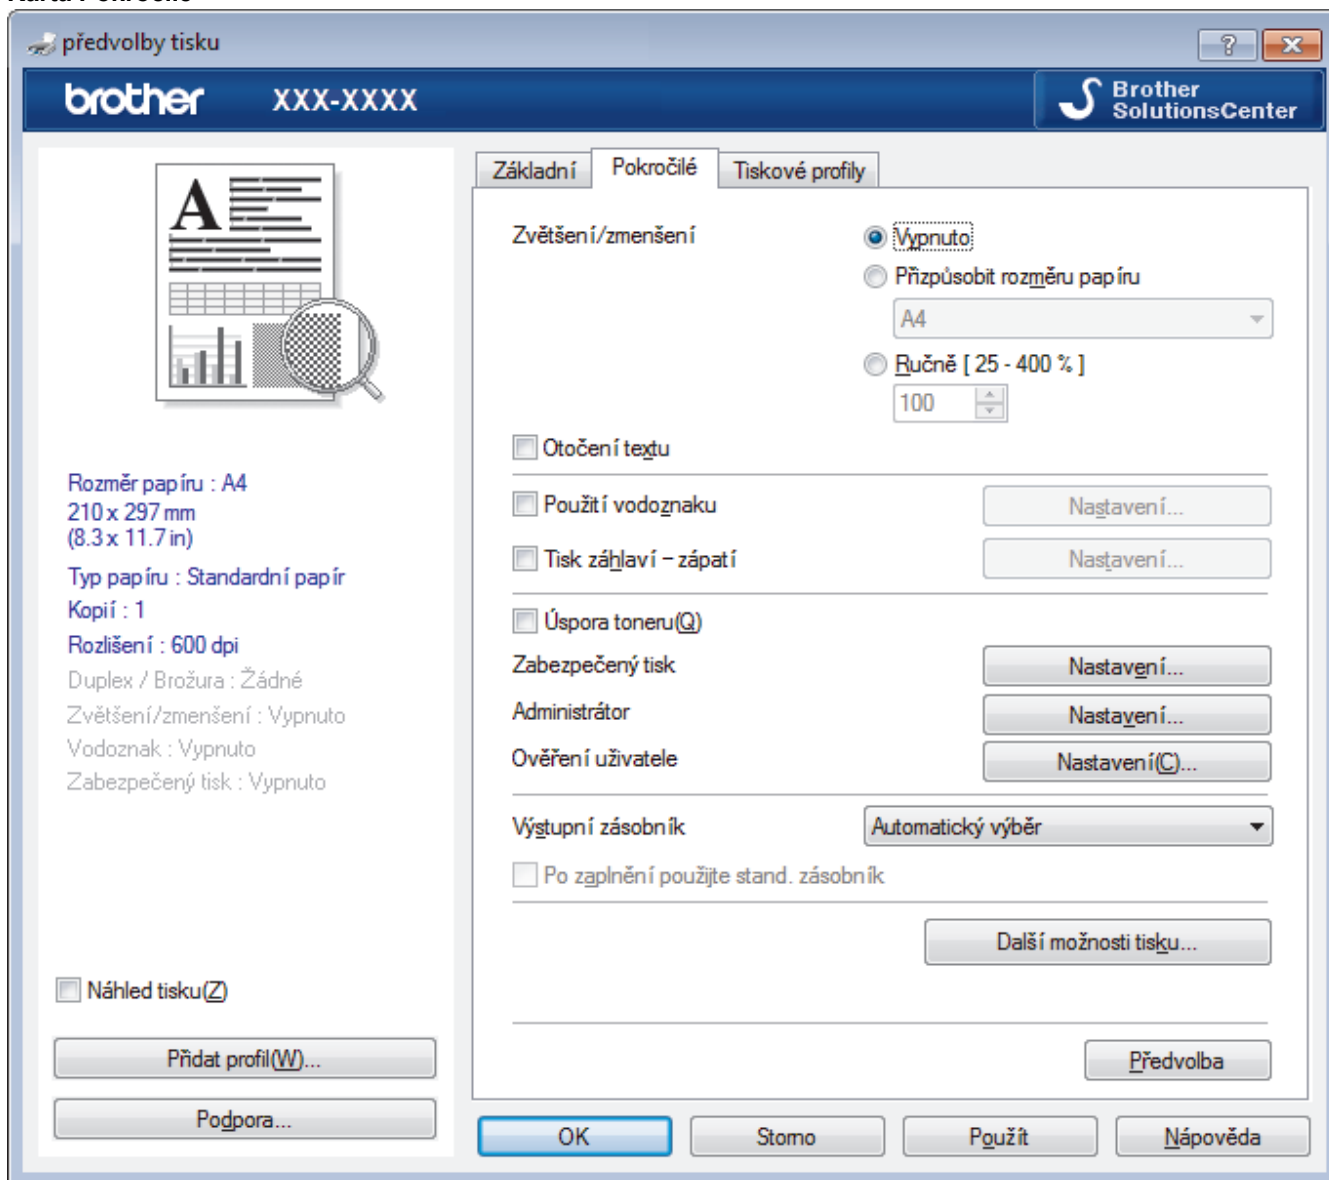 předvolby tisku
brother XXX-XXXX
Brother
SolutionsCenter
A
Rozměr papíru : A4
210 x 297 mm
(8.3 x 11.7 in)
Typ papíru : Standardní papír
Kopií : 1
Rozlišení : 600 dpi
Duplex / Brožura : Žádné
Zvětšení/zmenšení : Vypnuto
Vodoznak : Vypnuto
Zabezpečený tisk : Vypnuto
Náhled tisku(Z)
Přidat profil(W)...
Podpora...
Základní Pokročilé Tiskové profily
Zvětšení/zmenšení Vypnuto
Přizpůsobit rozměru papíru
A4
Ručně [ 25 - 400 % ]
100
Otočení textu
Použití vodoznaku Nastavení...
Tisk záhlaví – zápatí Nastavení...
Úspora toneru(Q)
Zabezpečený tisk Nastavení...
Administrátor Nastavení...
Ověření uživatele Nastavení(C)...
Výstupní zásobník Automatický výběr
Po zaplnění použijte stand. zásobník
Další možnosti tisku...
Předvolba
OK Storno Použít Nápověda